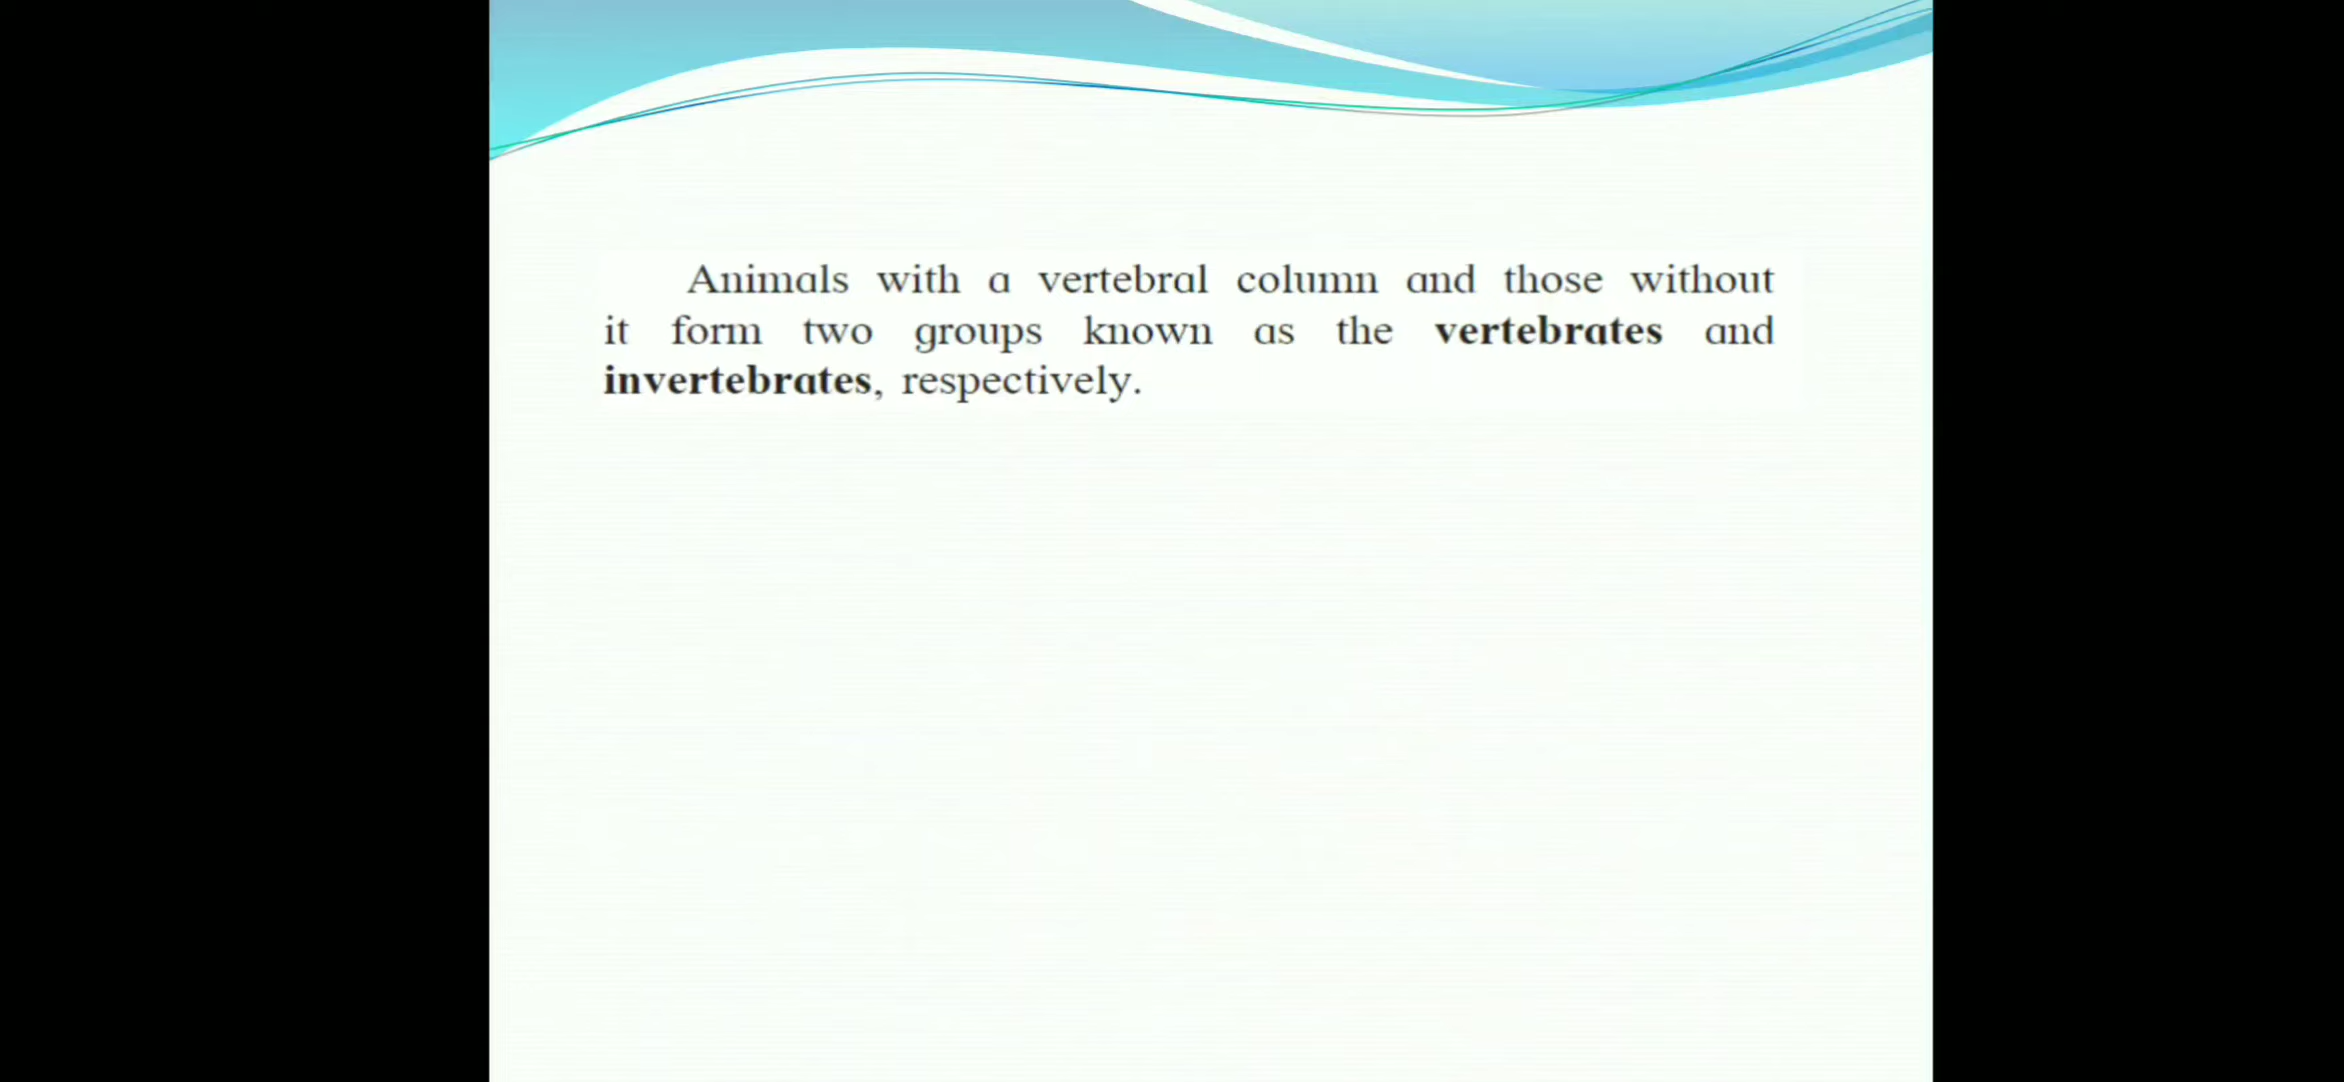 Animals with a vertebral column and those without
it form two groups known as the vertebrates and
invertebrates, respectively.